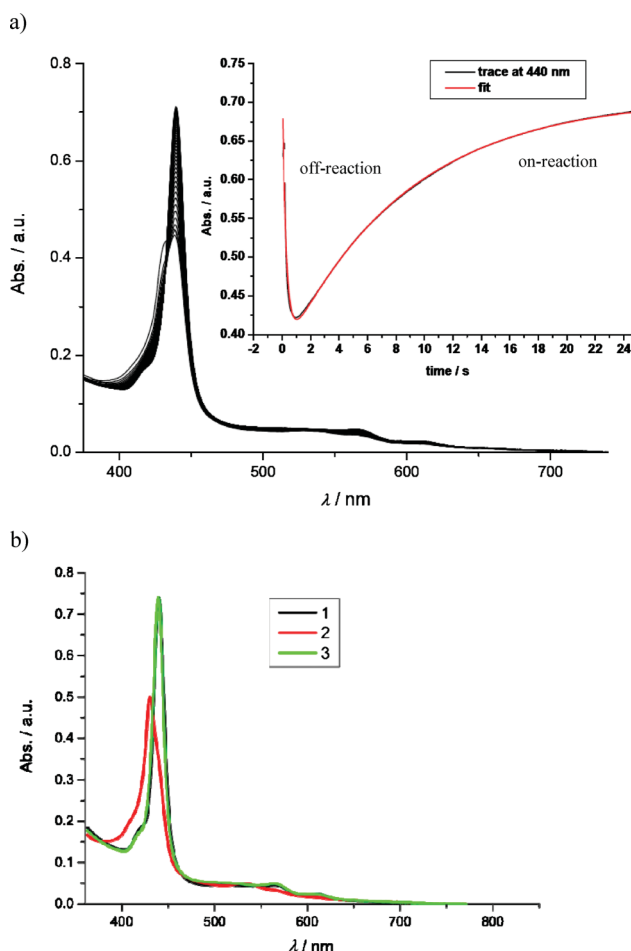 a)
0.8
0.6
0.4
0.2
0.0
Abs. / a.u.
400 500 600 700
λ / nm
0.75
0.70
0.65
0.60
0.55
0.50
0.45
0.40
Abs. / a.u.
trace at 440 nm
fit
off-reaction
on-reaction
-2 0 2 4 6 8 10 12 14 16 18 20 22 24
time / s
b)
0.8
0.7
0.6
0.5
0.4
0.3
0.2
0.1
0.0
Abs. / a.u.
1
2
3
400 500 600 700 800
λ / nm